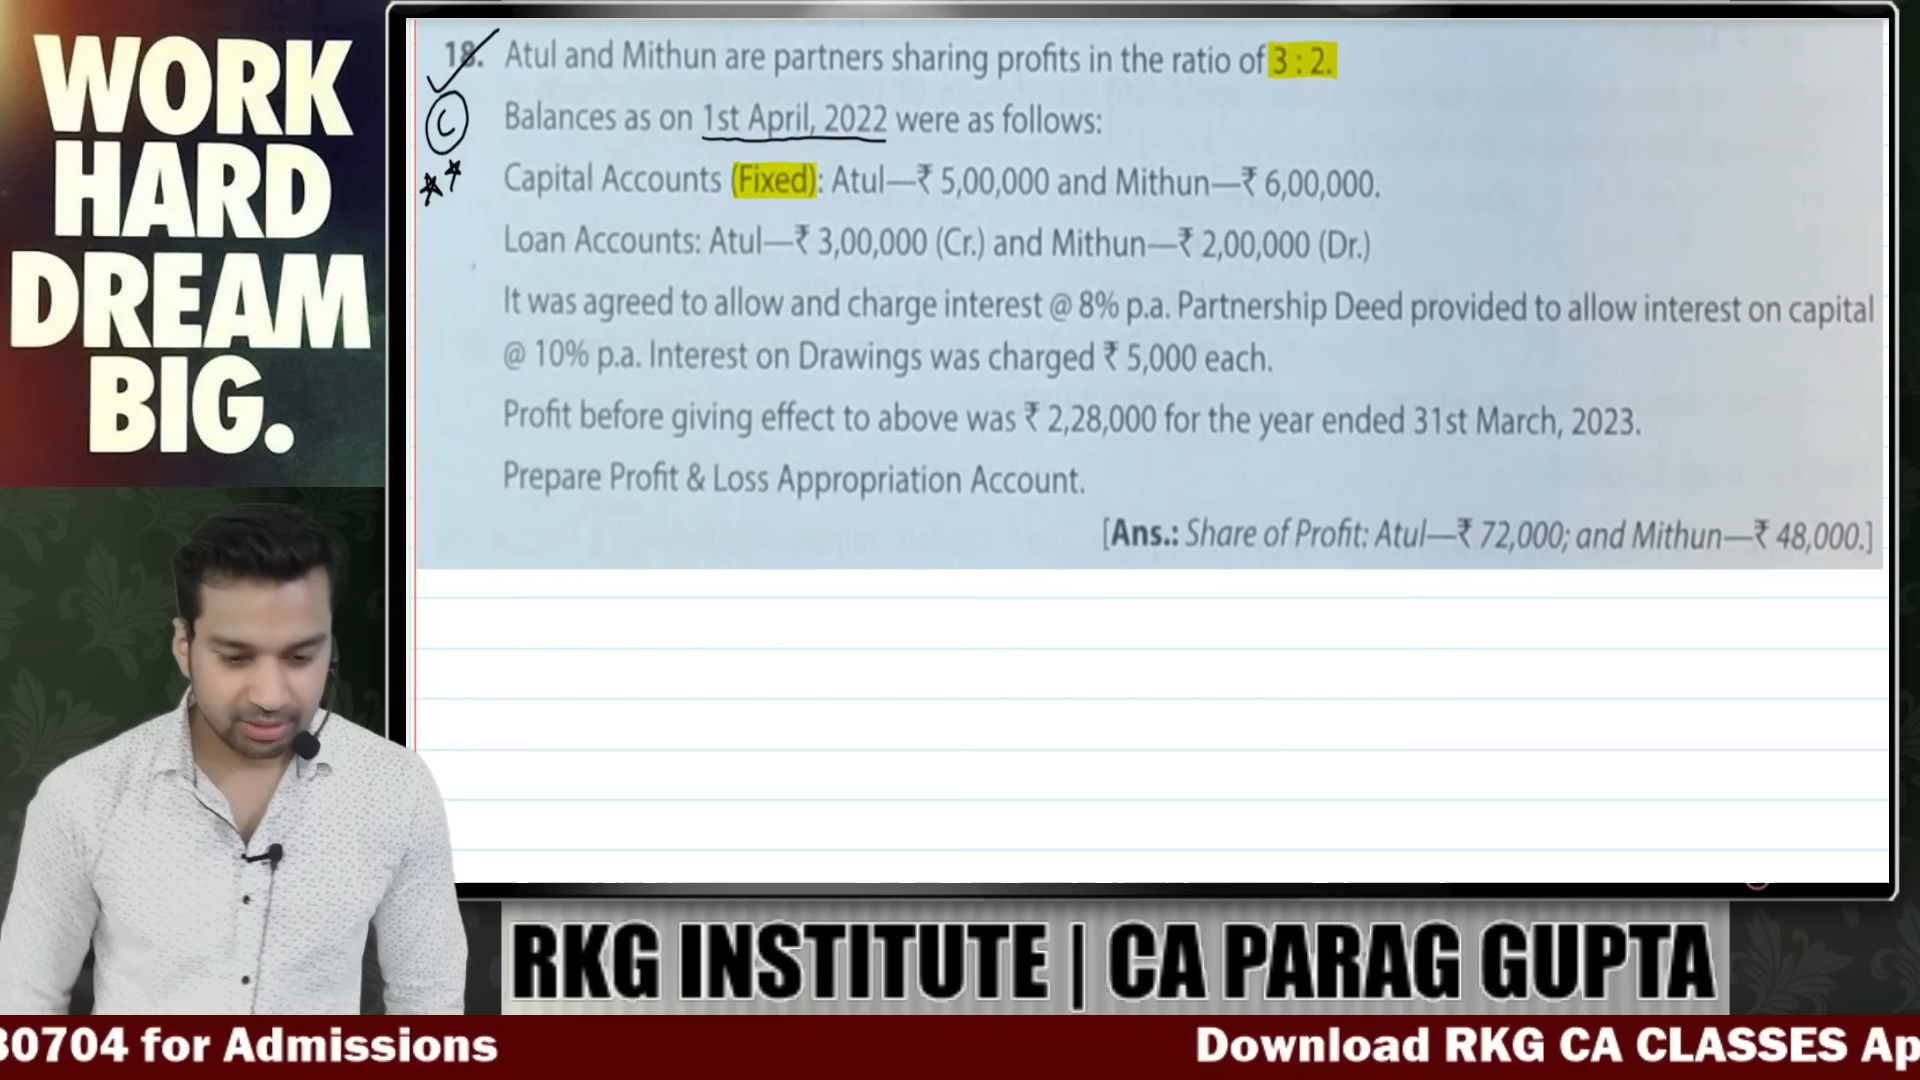 WORK
HARD
DREAM
BIG.
18. Atul and Mithun are partners sharing profits in the ratio of 3 : 2.
C
Balances as on 1st April, 2022 were as follows:
Capital Accounts (Fixed): Atul—₹ 5,00,000 and Mithun—₹ 6,00,000.
Loan Accounts: Atul—₹ 3,00,000 (Cr.) and Mithun—₹ 2,00,000 (Dr.)
It was agreed to allow and charge interest @ 8% p.a. Partnership Deed provided to allow interest on capital
@ 10% p.a. Interest on Drawings was charged ₹ 5,000 each.
Profit before giving effect to above was ₹ 2,28,000 for the year ended 31st March, 2023.
Prepare Profit & Loss Appropriation Account.
[Ans.: Share of Profit: Atul—₹ 72,000; and Mithun—₹ 48,000.]
RKG INSTITUTE | CA PARAG GUPTA
30704 for Admissions
Download RKG CA CLASSES Ap